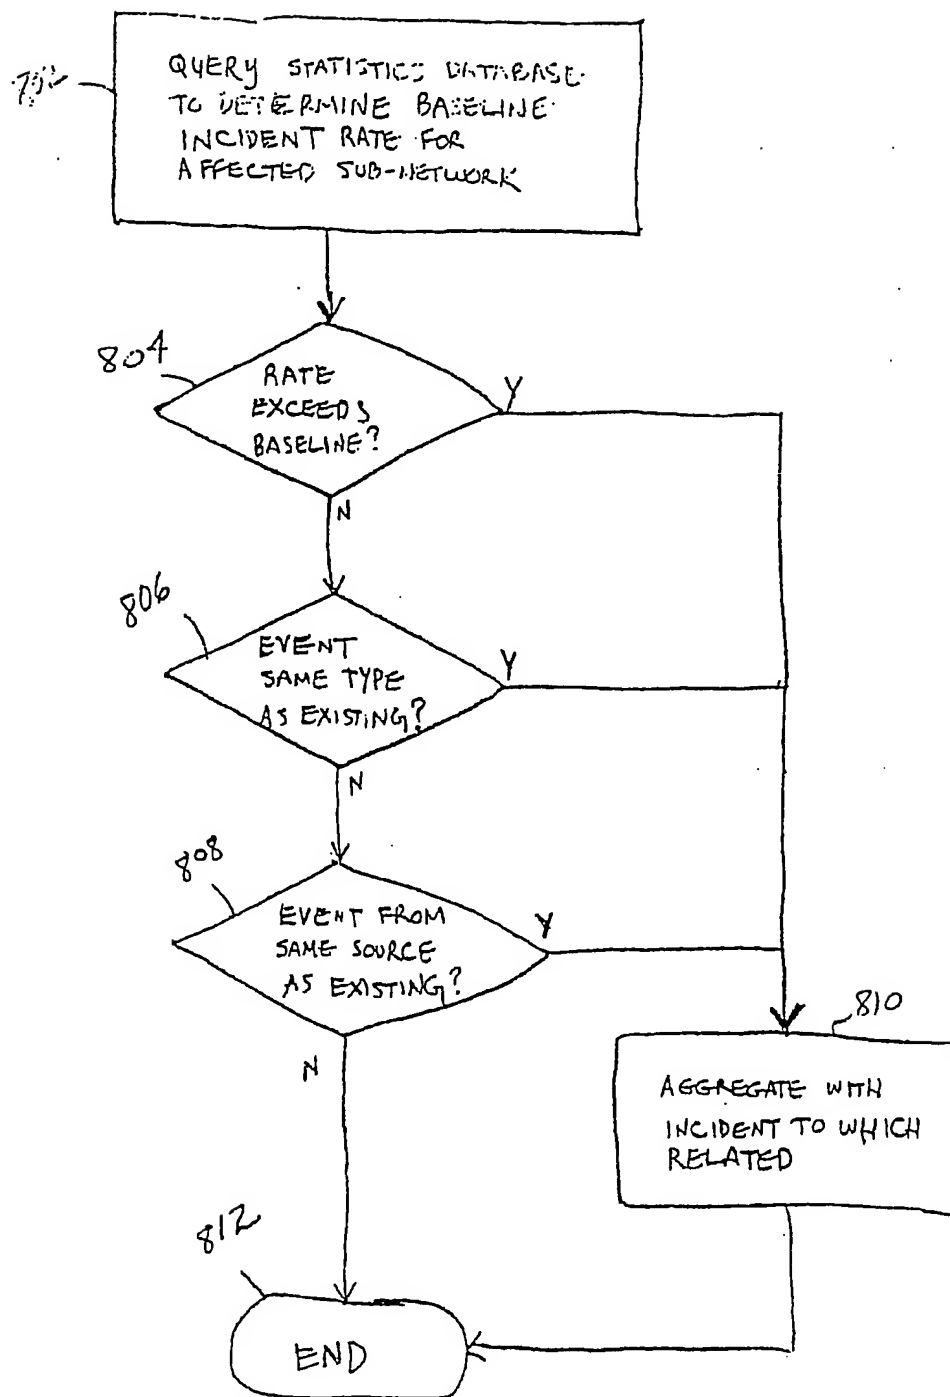 QUERY STATISTICS DATABASE
TO DETERMINE BASELINE
INCIDENT RATE FOR
AFFECTED SUB-NETWORK
804
RATE
EXCEEDS
BASELINE?
Y
N
806
EVENT
SAME TYPE
AS EXISTING?
Y
N
808
EVENT FROM
SAME SOURCE
AS EXISTING?
Y
N
810
AGGREGATE WITH
INCIDENT TO WHICH
RELATED
812
END